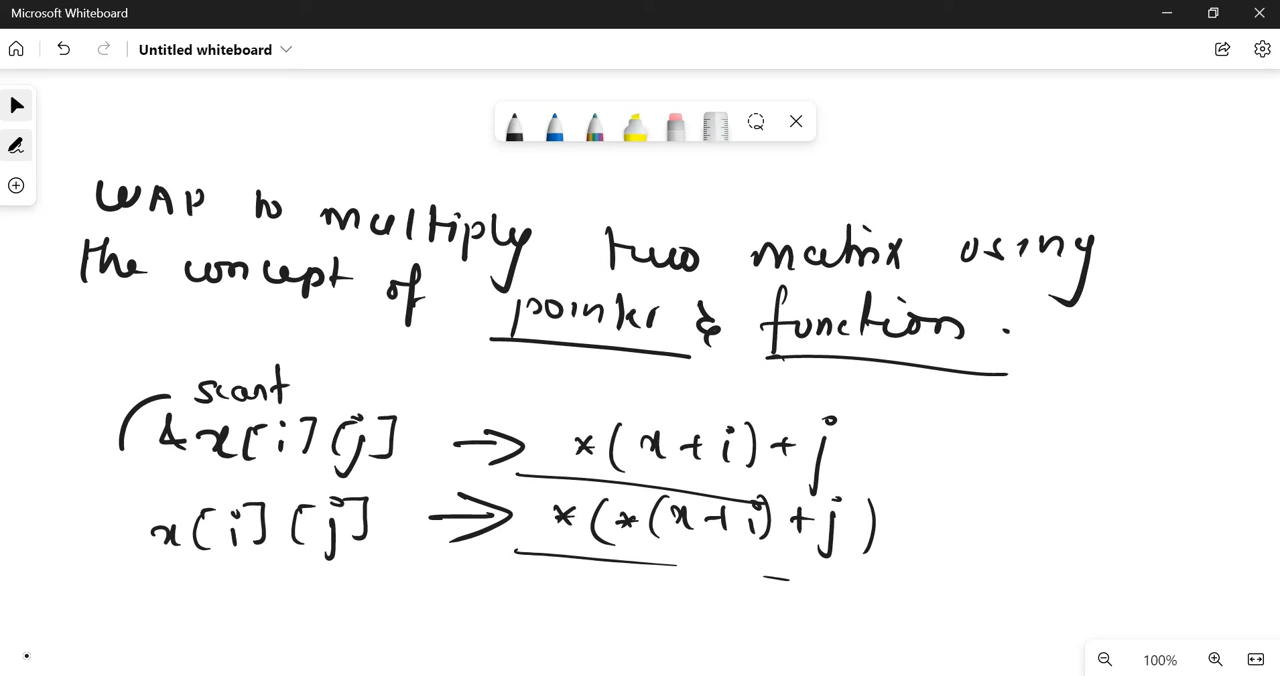 Microsoft Whiteboard
Untitled whiteboard
WAP to multiply two matrix using
the concept of pointer & function.
scanf
&x[i][j] → *(x+i)+j
x[i][j] → *(*(x+i)+j)
100%